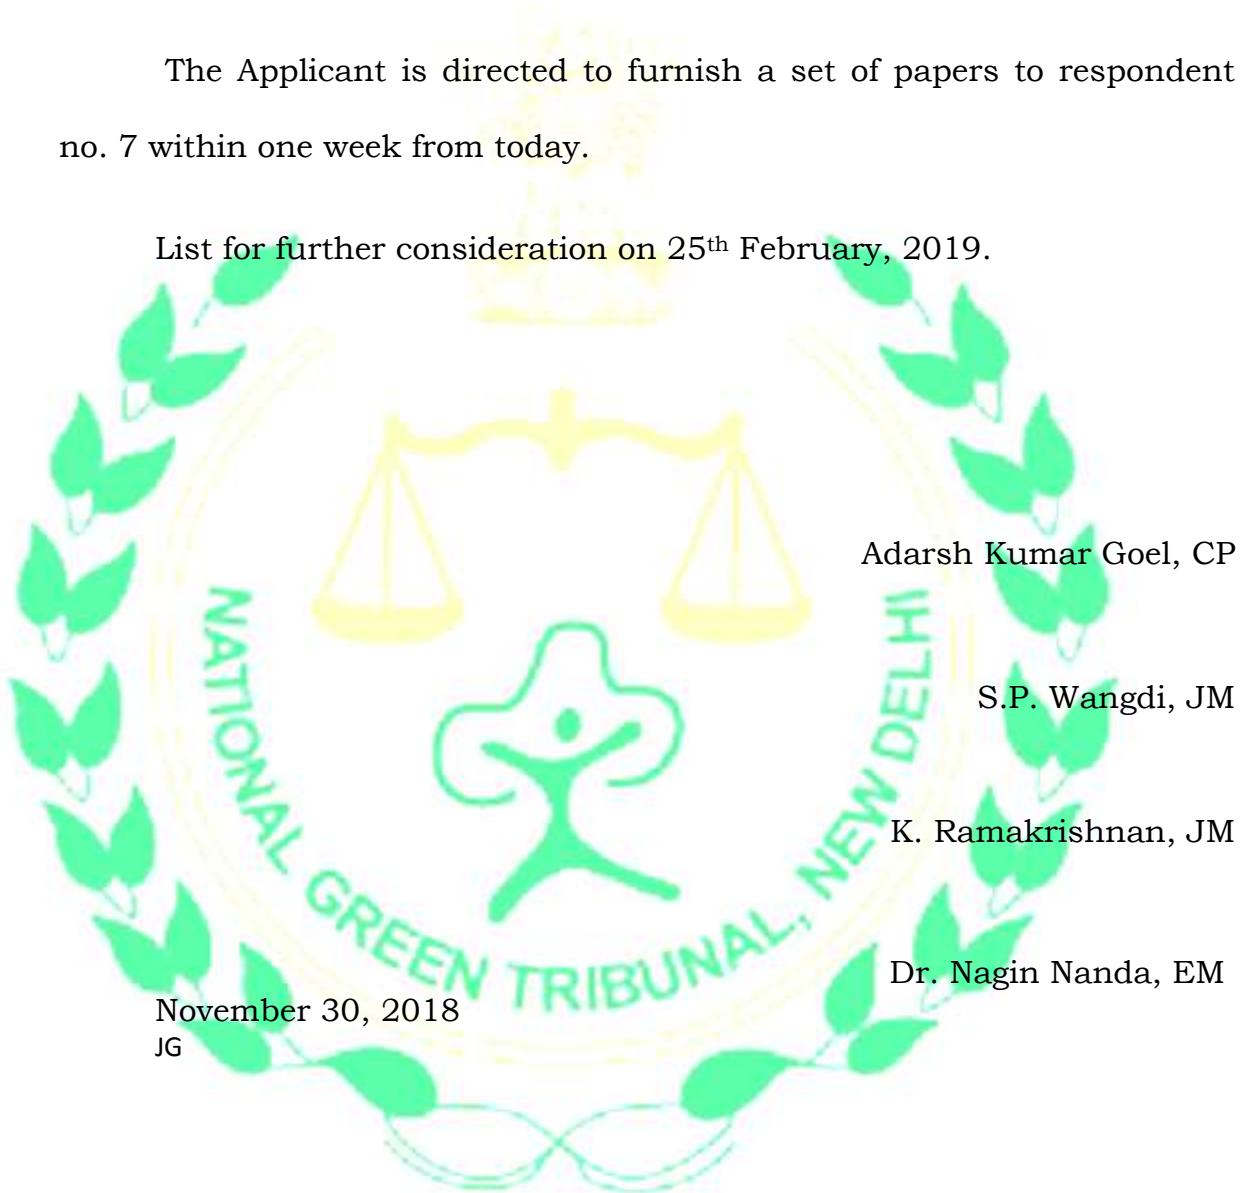 The Applicant is directed to furnish a set of papers to respondent
no. 7 within one week from today.
List for further consideration on 25th February, 2019.
Adarsh Kumar Goel, CP
S.P. Wangdi, JM
K. Ramakrishnan, JM
Dr. Nagin Nanda, EM
November 30, 2018
JG
NATIONAL GREEN TRIBUNAL, NEW DELHI